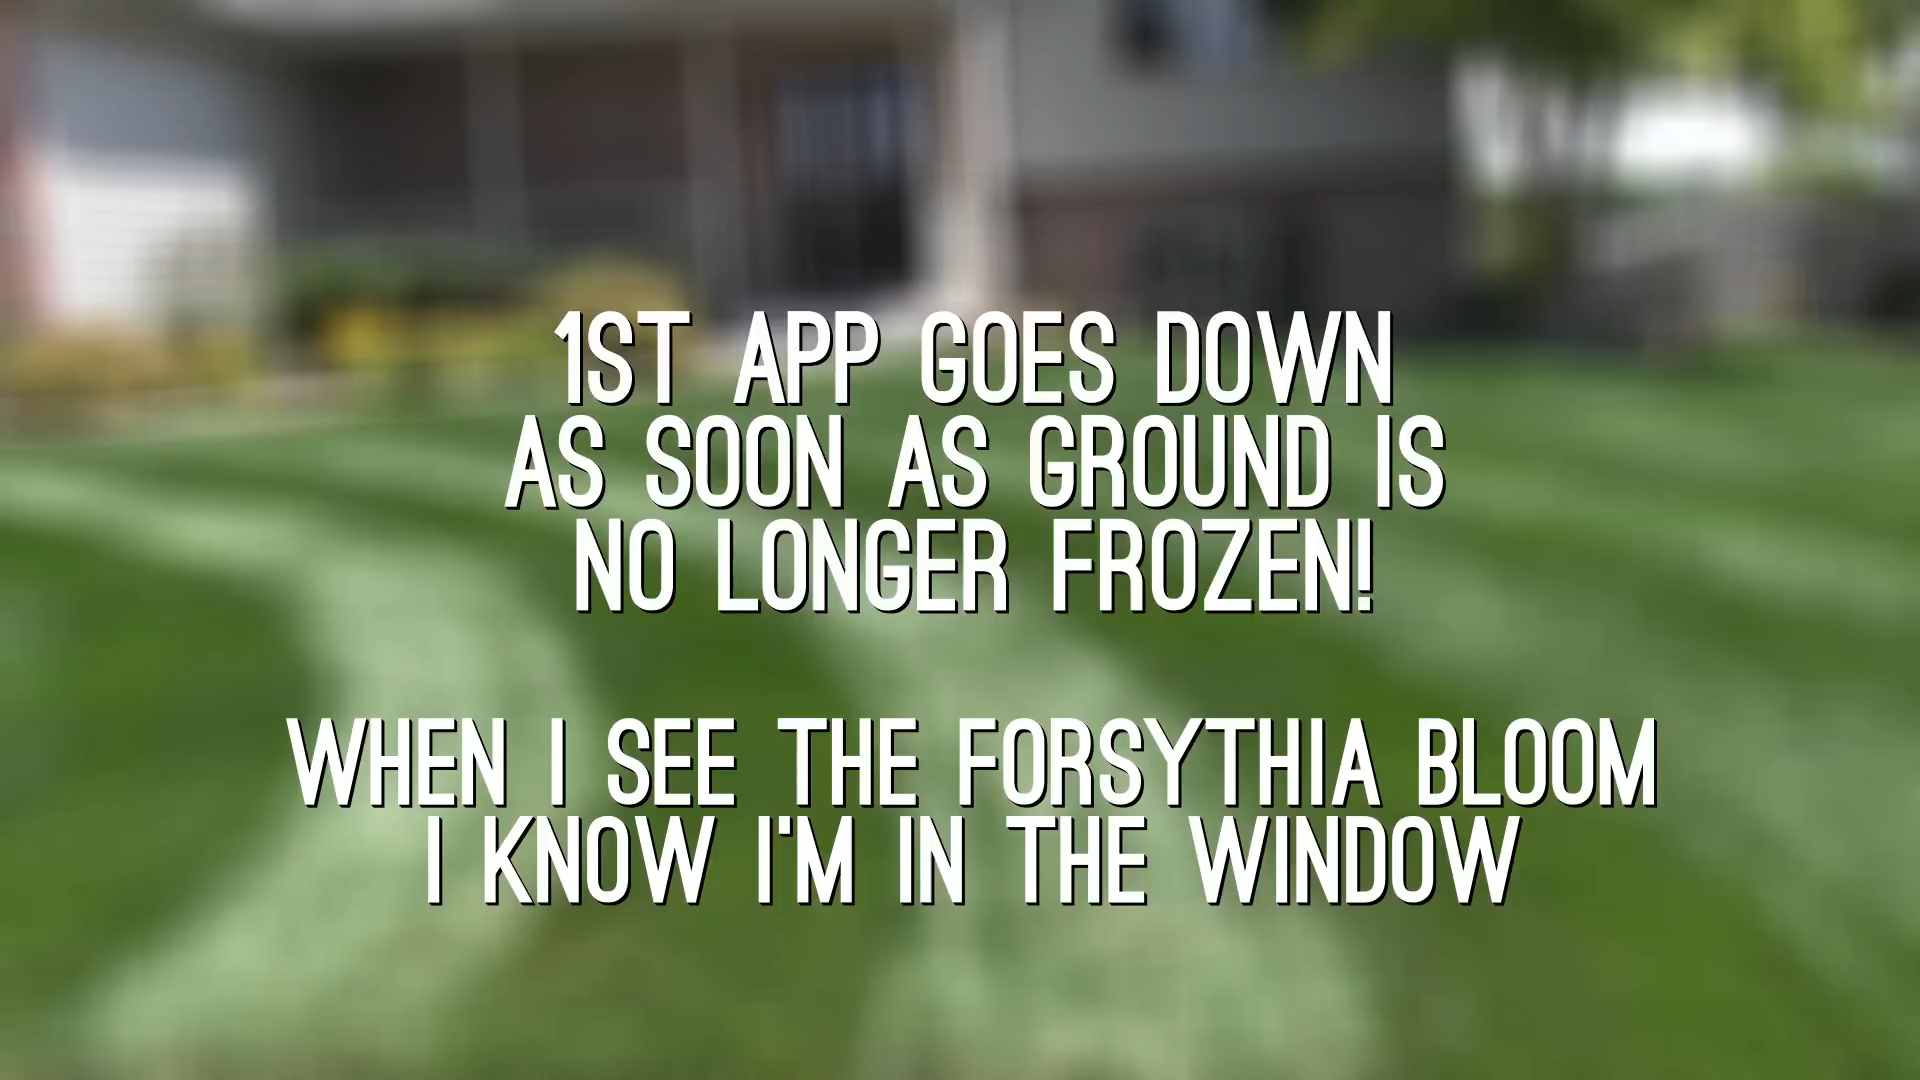 1ST APP GOES DOWN
AS SOON AS GROUND IS
NO LONGER FROZEN!
WHEN I SEE THE FORSYTHIA BLOOM
I KNOW I'M IN THE WINDOW